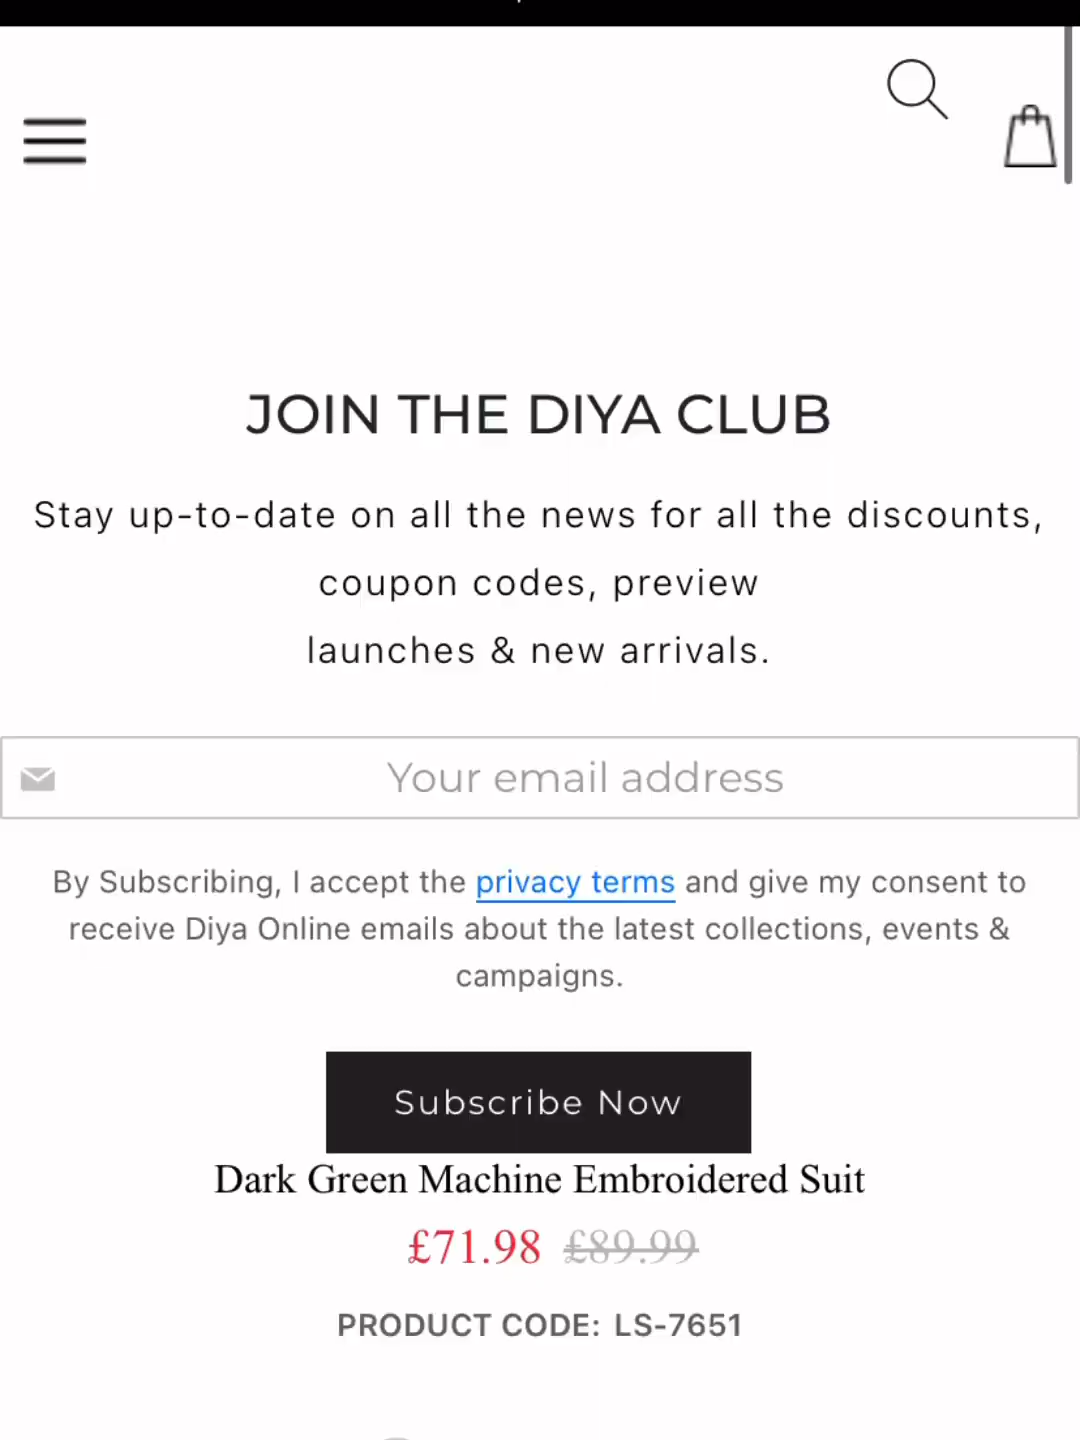 JOIN THE DIYA CLUB
Stay up-to-date on all the news for all the discounts,
coupon codes, preview
launches & new arrivals.
Your email address
By Subscribing, I accept the privacy terms and give my consent to
receive Diya Online emails about the latest collections, events &
campaigns.
Subscribe Now
Dark Green Machine Embroidered Suit
£71.98 £89.99
PRODUCT CODE: LS-7651